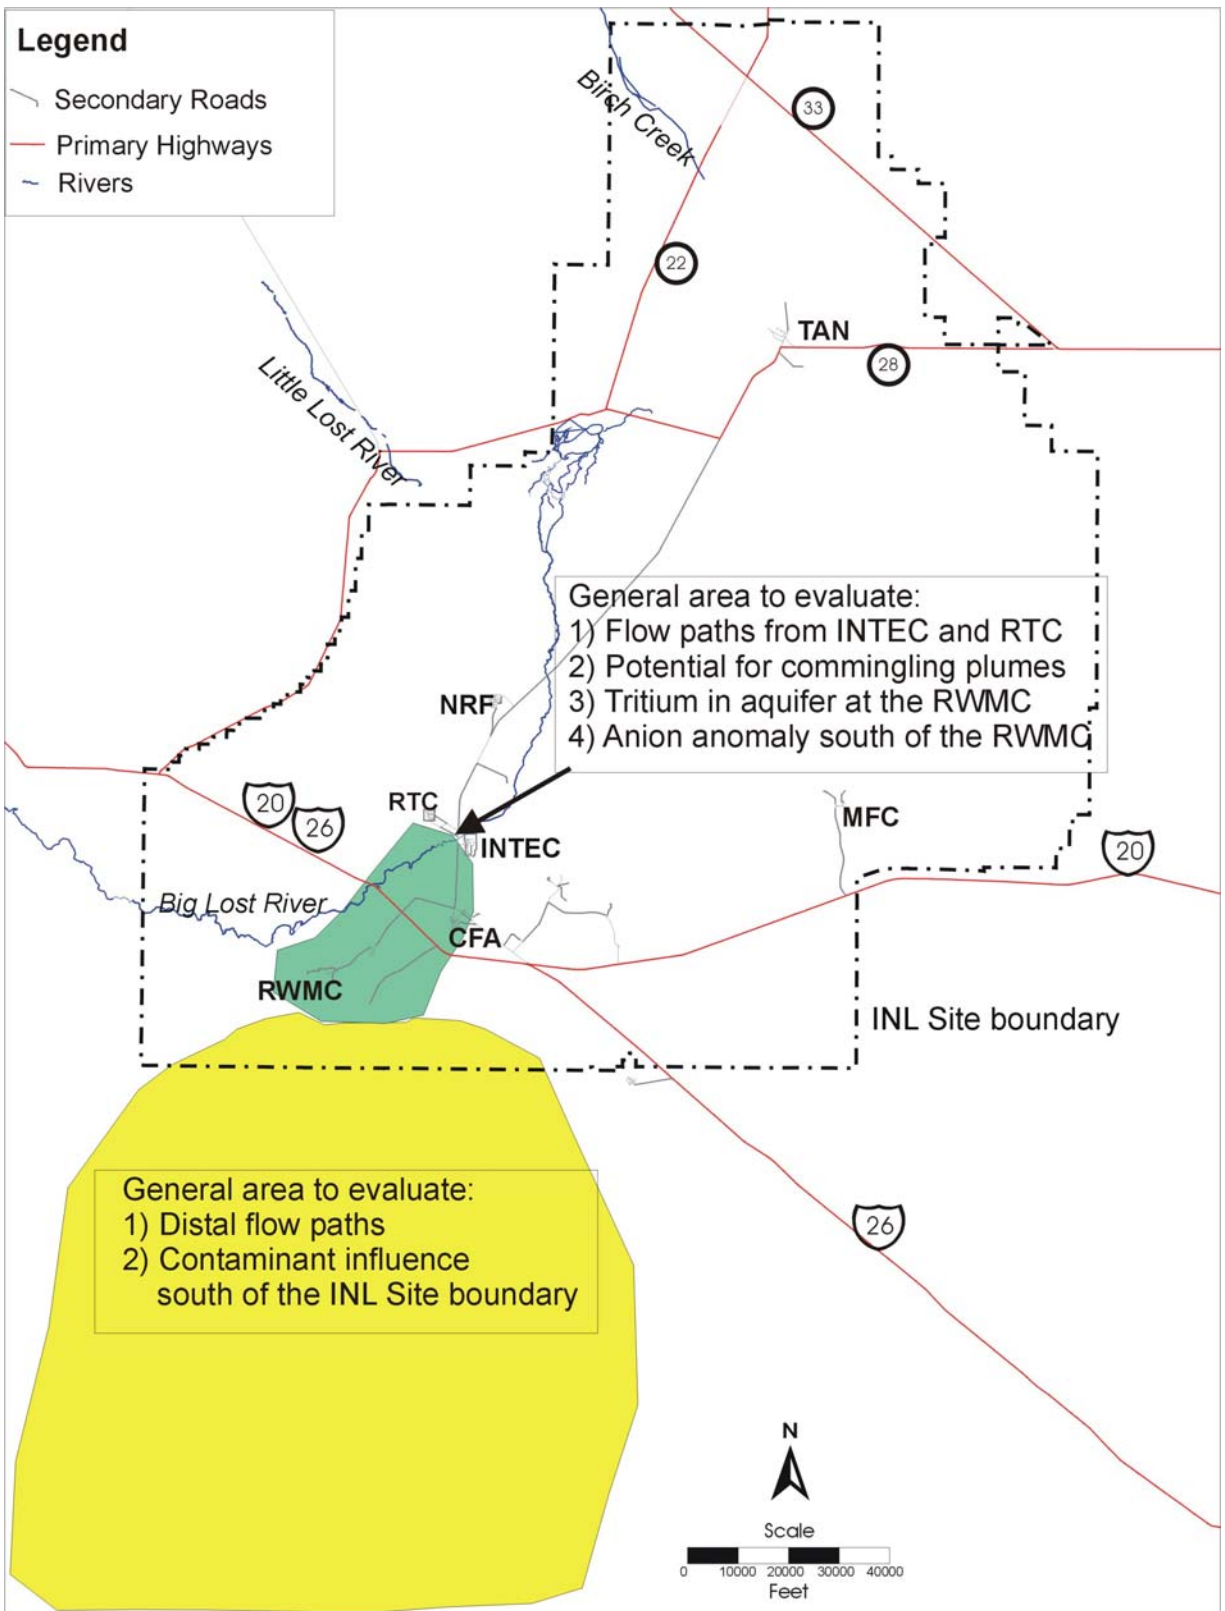 Legend
Secondary Roads
Primary Highways
Rivers
Birch Creek
33
22
TAN
28
Little Lost River
General area to evaluate:
1) Flow paths from INTEC and RTC
2) Potential for commingling plumes
3) Tritium in aquifer at the RWMC
4) Anion anomaly south of the RWMC
NRF
20
26
RTC
INTEC
MFC
20
Big Lost River
CFA
RWMC
INL Site boundary
General area to evaluate:
1) Distal flow paths
2) Contaminant influence
south of the INL Site boundary
26
N
Scale
0 10000 20000 30000 40000
Feet